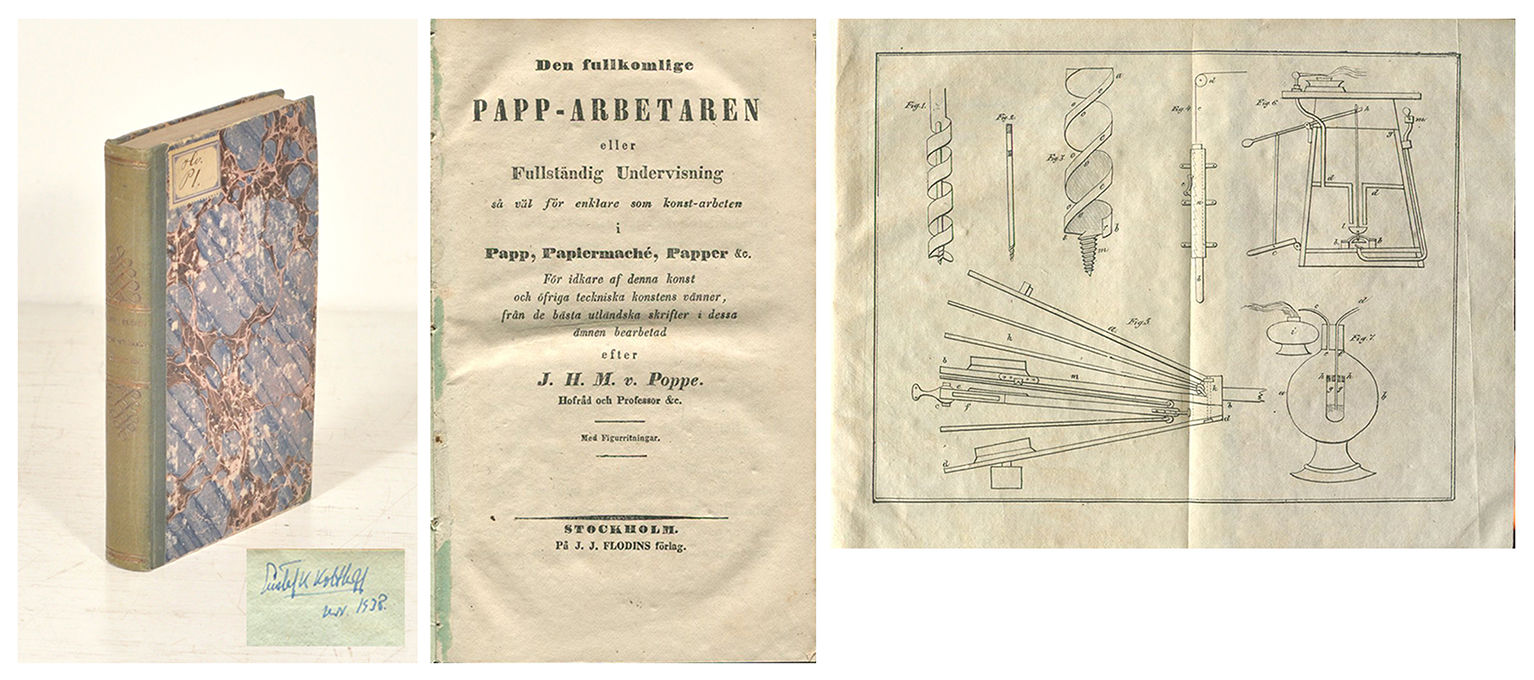 Pl.
nov. 1938.
Den fullkomlige
PAPP-ARBETAREN
eller
Fullständig Undervisning
så väl för enklare som konst-arbeten
i
Papp, Papiermaché, Papper &c.
För idkare af denna konst
och öfriga tekniska konstens vänner,
från de bästa utländska skrifter i dessa
ämnen bearbetad
efter
J. H. M. v. Poppe.
Hofråd och Professor &c.
Med Figurritningar.
STOCKHOLM.
På J. J. FLODINS förlag.
Fig. 1.
Fig. 2.
Fig. 3.
Fig. 4.
Fig. 5
Fig. 6.
Fig. 7.